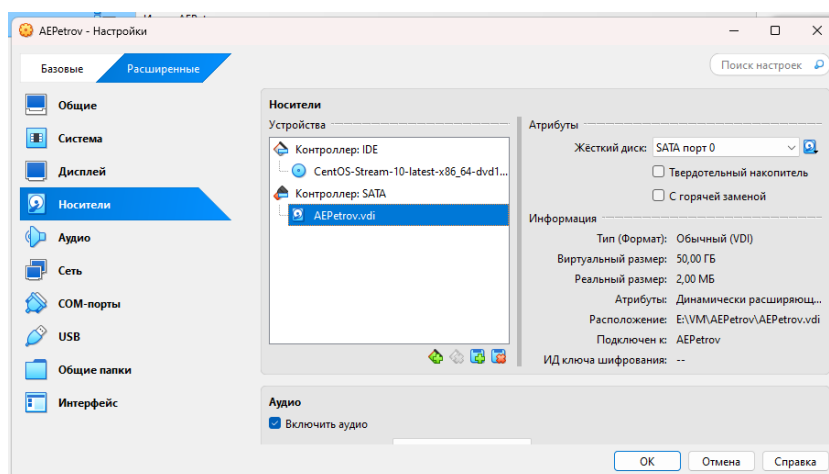 AEPetrov - Настройки
Базовые
Расширенные
Поиск настроек
Общие
Система
Дисплей
Носители
Аудио
Сеть
COM-порты
USB
Общие папки
Интерфейс
Носители
Устройства
Контроллер: IDE
CentOS-Stream-10-latest-x86_64-dvd1...
Контроллер: SATA
AEPetrov.vdi
Атрибуты
Жёсткий диск: SATA порт 0
Твердотельный накопитель
С горячей заменой
Информация
Тип (Формат): Обычный (VDI)
Виртуальный размер: 50,00 ГБ
Реальный размер: 2,00 МБ
Атрибуты: Динамически расширяющ...
Расположение: E:\VM\AEPetrov\AEPetrov.vdi
Подключен к: AEPetrov
ИД ключа шифрования: --
Аудио
Включить аудио
OK
Отмена
Справка